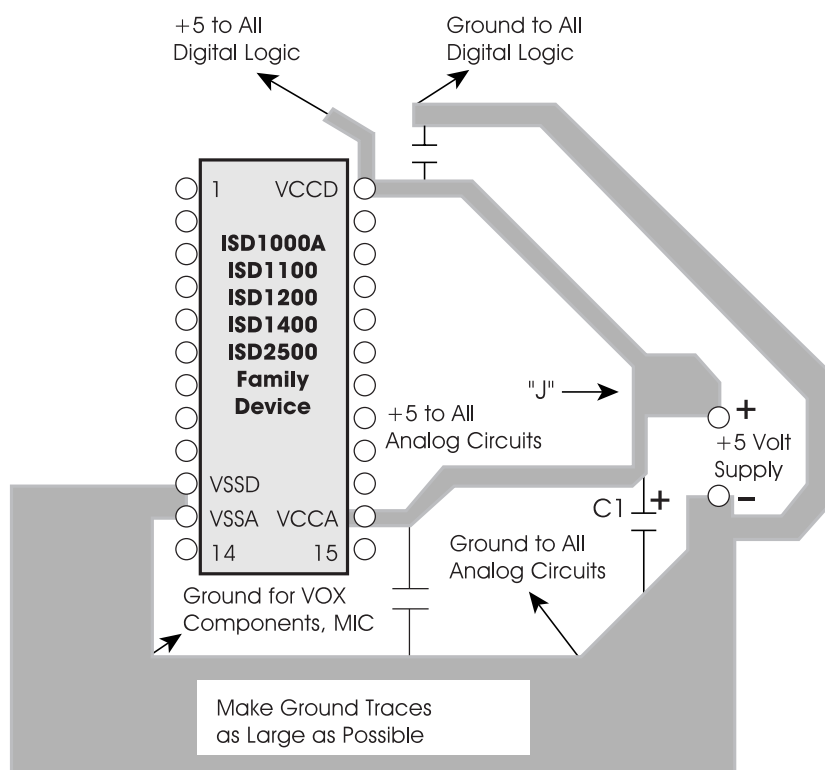 +5 to All
Digital Logic
Ground to All
Digital Logic
1 VCCD
ISD1000A
ISD1100
ISD1200
ISD1400
ISD2500
Family
Device
"J"
+5 to All
Analog Circuits
+
+5 Volt
Supply
–
VSSD
VSSA VCCA
14 15
C1 +
Ground to All
Analog Circuits
Ground for VOX
Components, MIC
Make Ground Traces
as Large as Possible